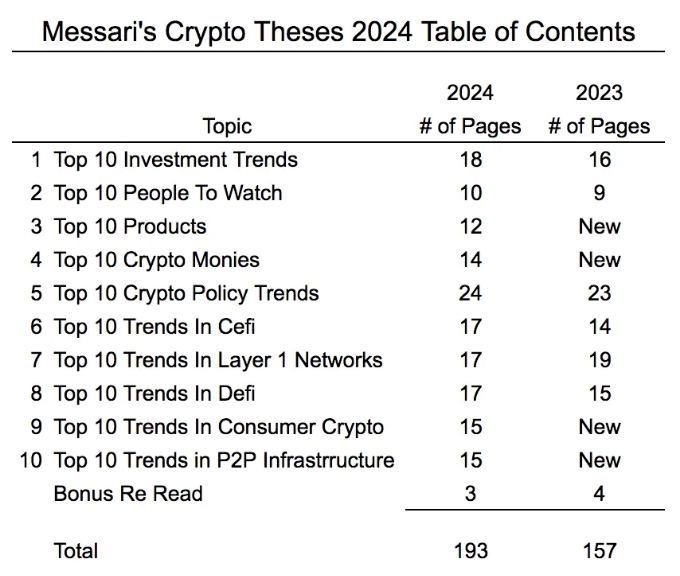 Messari's Crypto Theses 2024 Table of Contents
2024 2023
Topic # of Pages # of Pages
1 Top 10 Investment Trends 18 16
2 Top 10 People To Watch 10 9
3 Top 10 Products 12 New
4 Top 10 Crypto Monies 14 New
5 Top 10 Crypto Policy Trends 24 23
6 Top 10 Trends In Cefi 17 14
7 Top 10 Trends In Layer 1 Networks 17 19
8 Top 10 Trends In Defi 17 15
9 Top 10 Trends In Consumer Crypto 15 New
10 Top 10 Trends in P2P Infrastrructure 15 New
Bonus Re Read 3 4
Total 193 157